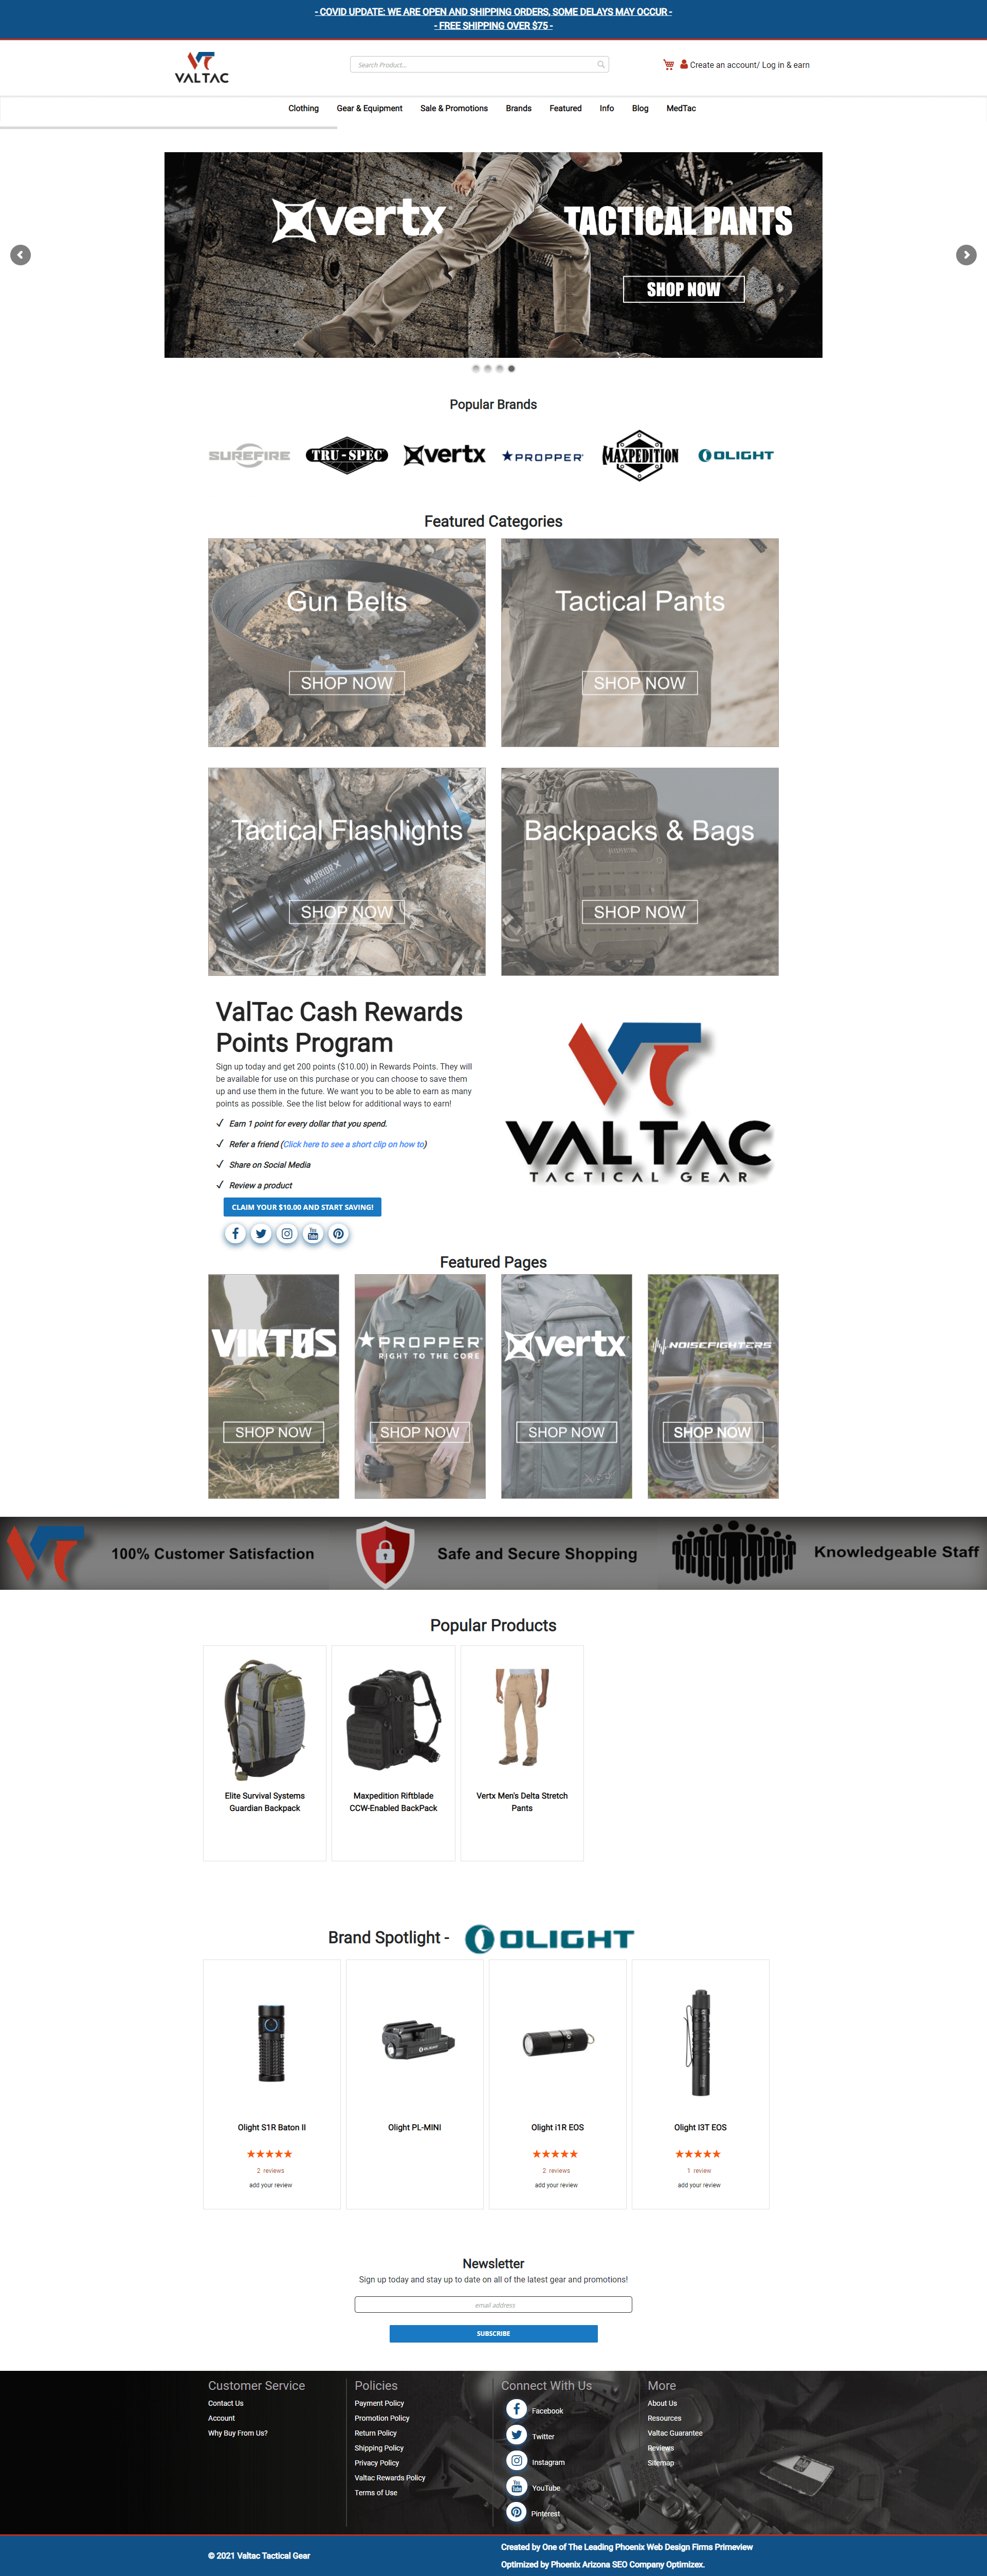 - COVID UPDATE: WE ARE OPEN AND SHIPPING ORDERS, SOME DELAYS MAY OCCUR -
- FREE SHIPPING OVER $75 -
VALTAC
Search Product...
Create an account/ Log in & earn
Clothing Gear & Equipment Sale & Promotions Brands Featured Info Blog MedTac
vertx
TACTICAL PANTS
SHOP NOW
Popular Brands
SUREFIRE TRU-SPEC vertx PROPPER MAXPEDITION OLIGHT
Featured Categories
Gun Belts
SHOP NOW
Tactical Pants
SHOP NOW
Tactical Flashlights
WARRIOR X
SHOP NOW
Backpacks & Bags
SHOP NOW
ValTac Cash Rewards
Points Program
Sign up today and get 200 points ($10.00) in Rewards Points. They will
be available for use on this purchase or you can choose to save them
up and use them in the future. We want you to be able to earn as many
points as possible. See the list below for additional ways to earn!
Earn 1 point for every dollar that you spend.
Refer a friend (Click here to see a short clip on how to)
Share on Social Media
Review a product
CLAIM YOUR $10.00 AND START SAVING!
VALTAC
TACTICAL GEAR
Featured Pages
VIKTØS
SHOP NOW
PROPPER
RIGHT TO THE CORE
SHOP NOW
vertx
SHOP NOW
NOISEFIGHTERS
SHOP NOW
100% Customer Satisfaction
Safe and Secure Shopping
Knowledgeable Staff
Popular Products
Elite Survival Systems
Guardian Backpack
Maxpedition Riftblade
CCW-Enabled BackPack
Vertx Men's Delta Stretch
Pants
Brand Spotlight - OLIGHT
Olight S1R Baton II
2 reviews
add your review
OLIGHT
Olight PL-MINI
Olight i1R EOS
2 reviews
add your review
Olight I3T EOS
1 review
add your review
Newsletter
Sign up today and stay up to date on all of the latest gear and promotions!
email address
SUBSCRIBE
Customer Service
Contact Us
Account
Why Buy From Us?
Policies
Payment Policy
Promotion Policy
Return Policy
Shipping Policy
Privacy Policy
Valtac Rewards Policy
Terms of Use
Connect With Us
Facebook
Twitter
Instagram
YouTube
Pinterest
More
About Us
Resources
Valtac Guarantee
Reviews
Sitemap
© 2021 Valtac Tactical Gear
Created by One of The Leading Phoenix Web Design Firms Primeview
Optimized by Phoenix Arizona SEO Company Optimizex.